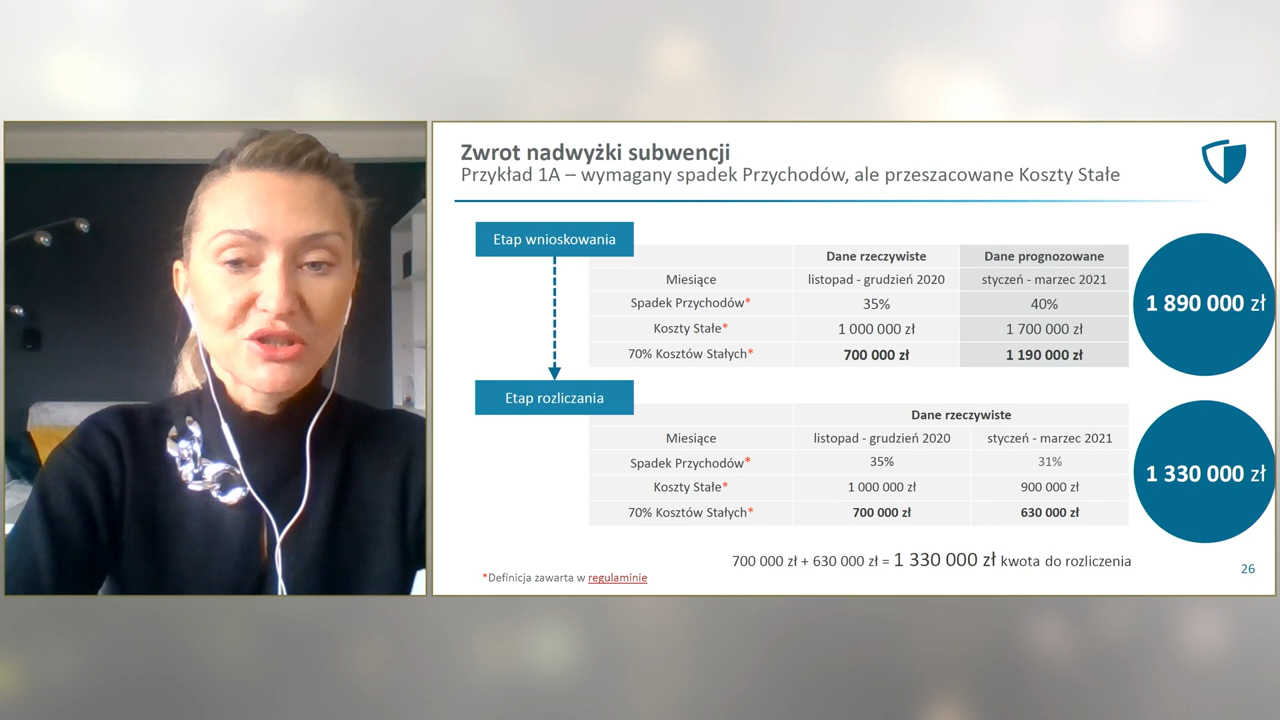 Zwrot nadwyżki subwencji
Przykład 1A – wymagany spadek Przychodów, ale przeszacowane Koszty Stałe
Etap wnioskowania
Dane rzeczywiste Dane prognozowane
Miesiące listopad - grudzień 2020 styczeń - marzec 2021
Spadek Przychodów* 35% 40%
Koszty Stałe* 1 000 000 zł 1 700 000 zł
70% Kosztów Stałych* 700 000 zł 1 190 000 zł
1 890 000 zł
Etap rozliczania
Dane rzeczywiste
Miesiące listopad - grudzień 2020 styczeń - marzec 2021
Spadek Przychodów* 35% 31%
Koszty Stałe* 1 000 000 zł 900 000 zł
70% Kosztów Stałych* 700 000 zł 630 000 zł
1 330 000 zł
700 000 zł + 630 000 zł = 1 330 000 zł kwota do rozliczenia
*Definicja zawarta w regulaminie
26